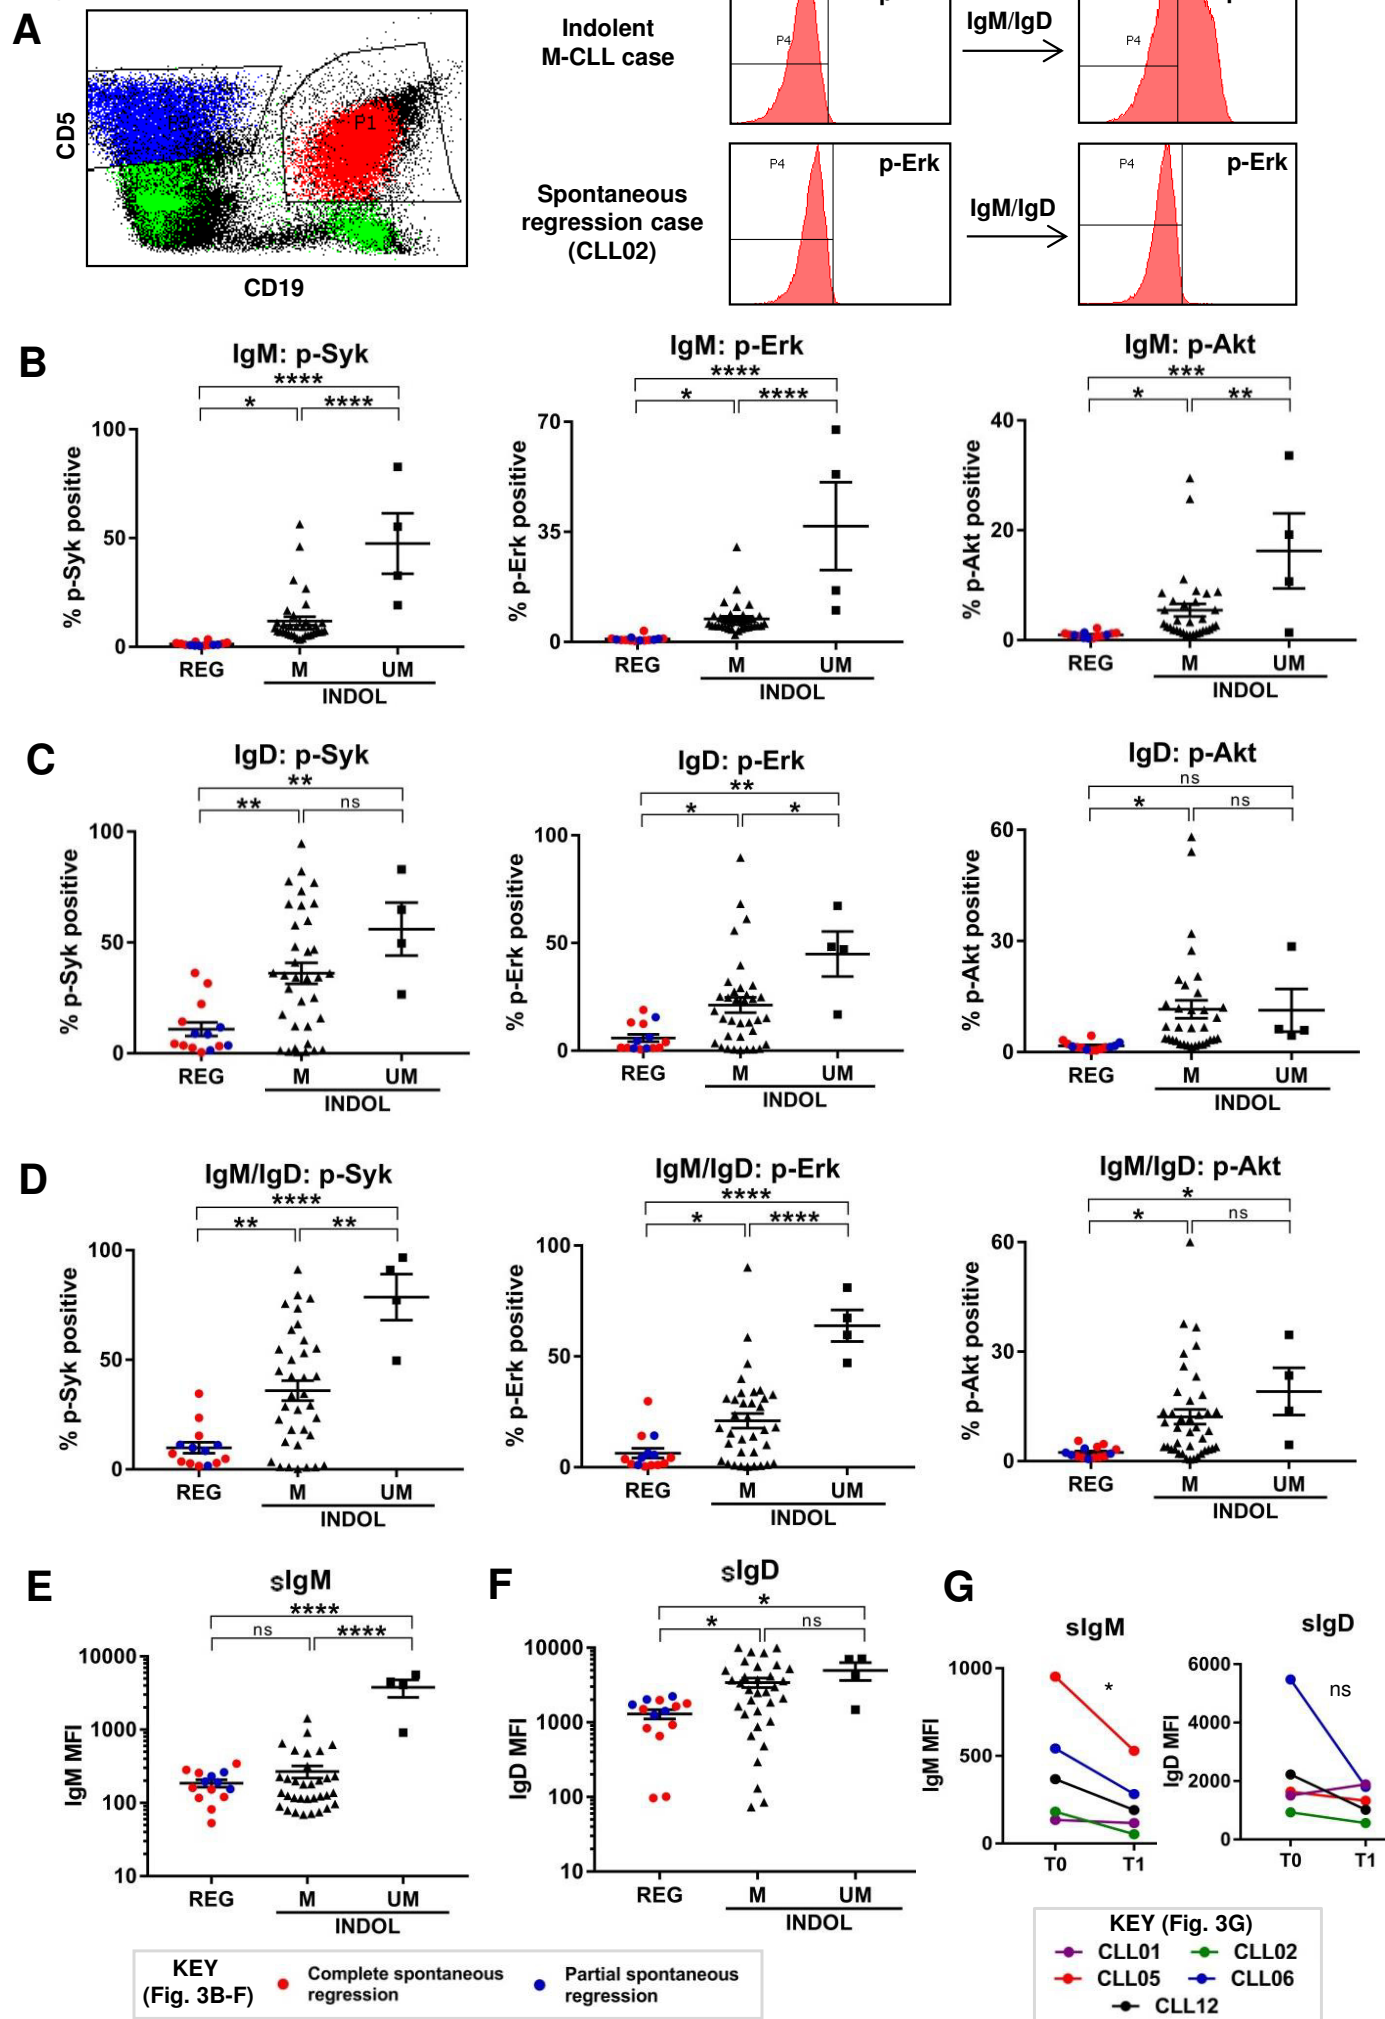 A
CD5
CD19
P1
Indolent
M-CLL case
P4
IgM/IgD
P4
Spontaneous
regression case
(CLL02)
P4
p-Erk
IgM/IgD
P4
p-Erk
B
IgM: p-Syk
****
*
****
% p-Syk positive
100
50
0
REG
M
UM
INDOL
IgM: p-Erk
****
*
****
% p-Erk positive
70
35
0
REG
M
UM
INDOL
IgM: p-Akt
***
*
**
% p-Akt positive
40
20
0
REG
M
UM
INDOL
C
IgD: p-Syk
**
**
ns
% p-Syk positive
100
50
0
REG
M
UM
INDOL
IgD: p-Erk
**
*
*
% p-Erk positive
100
50
0
REG
M
UM
INDOL
IgD: p-Akt
ns
*
ns
% p-Akt positive
60
30
0
REG
M
UM
INDOL
D
IgM/IgD: p-Syk
****
**
**
% p-Syk positive
100
50
0
REG
M
UM
INDOL
IgM/IgD: p-Erk
****
*
****
% p-Erk positive
100
50
0
REG
M
UM
INDOL
IgM/IgD: p-Akt
*
*
ns
% p-Akt positive
60
30
0
REG
M
UM
INDOL
E
sIgM
****
ns
****
IgM MFI
10000
1000
100
10
REG
M
UM
INDOL
F
sIgD
*
*
ns
IgD MFI
10000
1000
100
10
REG
M
UM
INDOL
G
sIgM
*
IgM MFI
1000
500
0
T0
T1
sIgD
ns
IgD MFI
6000
4000
2000
0
T0
T1
KEY
(Fig. 3B-F)
Complete spontaneous
regression
Partial spontaneous
regression
KEY (Fig. 3G)
CLL01
CLL02
CLL05
CLL06
CLL12